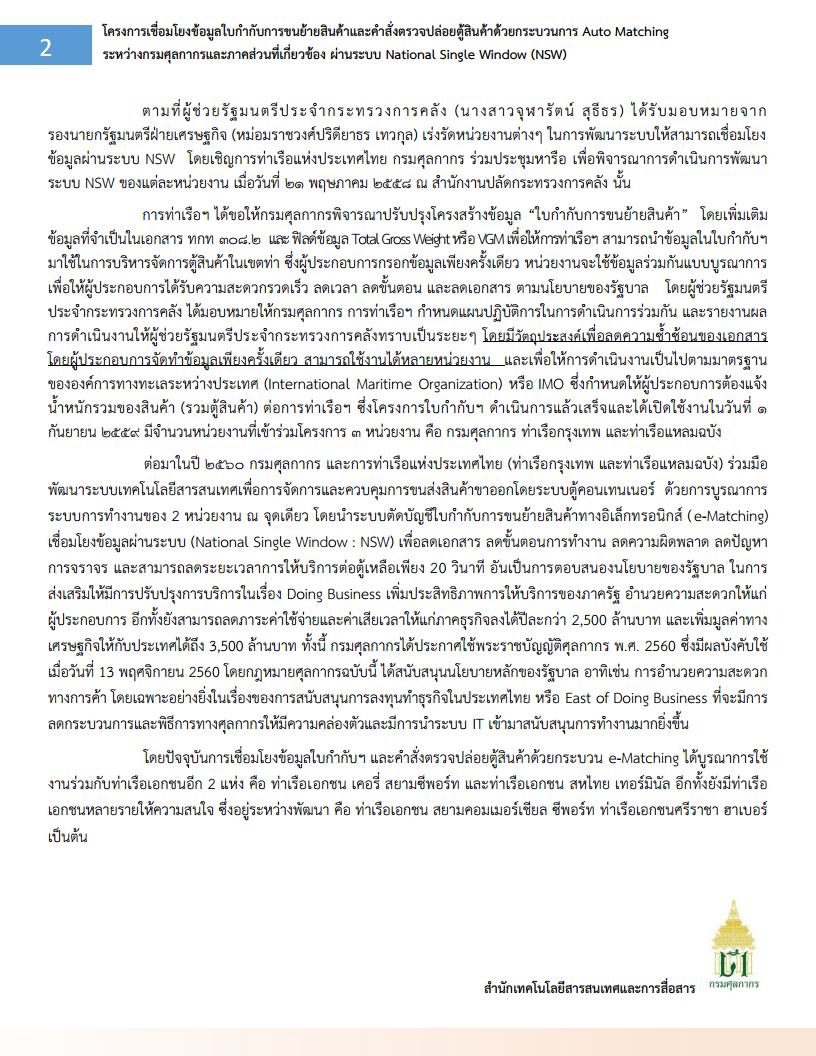 2
โครงการเชื่อมโยงข้อมูลใบกำกับการขนย้ายสินค้าและคำสั่งตรวจปล่อยตู้สินค้าด้วยกระบวนการ Auto Matching
ระหว่างกรมศุลกากรและภาคส่วนที่เกี่ยวข้อง ผ่านระบบ National Single Window (NSW)
ตามที่ผู้ช่วยรัฐมนตรีประจำกระทรวงการคลัง (นางสาวจุฬารัตน์ สุธีธร) ได้รับมอบหมายจาก
รองนายกรัฐมนตรีฝ่ายเศรษฐกิจ (หม่อมราชวงศ์ปรีดิยาธร เทวกุล) เร่งรัดหน่วยงานต่างๆ ในการพัฒนาระบบให้สามารถเชื่อมโยง
ข้อมูลผ่านระบบ NSW โดยเชิญการท่าเรือแห่งประเทศไทย กรมศุลกากร ร่วมประชุมหารือ เพื่อพิจารณาการดำเนินการพัฒนา
ระบบ NSW ของแต่ละหน่วยงาน เมื่อวันที่ ๒๑ พฤษภาคม ๒๕๕๘ ณ สำนักงานปลัดกระทรวงการคลัง นั้น
การท่าเรือฯ ได้ขอให้กรมศุลกากรพิจารณาปรับปรุงโครงสร้างข้อมูล “ใบกำกับการขนย้ายสินค้า” โดยเพิ่มเติม
ข้อมูลที่จำเป็นในเอกสาร ทกท ๓๐๘.๒ และ ฟิลด์ข้อมูล Total Gross Weight หรือ VGM เพื่อให้การท่าเรือฯ สามารถนำข้อมูลในใบกำกับฯ
มาใช้ในการบริหารจัดการตู้สินค้าในเขตท่า ซึ่งผู้ประกอบการกรอกข้อมูลเพียงครั้งเดียว หน่วยงานจะใช้ข้อมูลร่วมกันแบบบูรณาการ
เพื่อให้ผู้ประกอบการได้รับความสะดวกรวดเร็ว ลดเวลา ลดขั้นตอน และลดเอกสาร ตามนโยบายของรัฐบาล โดยผู้ช่วยรัฐมนตรี
ประจำกระทรวงการคลัง ได้มอบหมายให้กรมศุลกากร การท่าเรือฯ กำหนดแผนปฏิบัติการในการดำเนินการร่วมกัน และรายงานผล
การดำเนินงานให้ผู้ช่วยรัฐมนตรีประจำกระทรวงการคลังทราบเป็นระยะๆ โดยมีวัตถุประสงค์เพื่อลดความซ้ำซ้อนของเอกสาร
โดยผู้ประกอบการจัดทำข้อมูลเพียงครั้งเดียว สามารถใช้งานได้หลายหน่วยงาน และเพื่อให้การดำเนินงานเป็นไปตามมาตรฐาน
ขององค์การทางทะเลระหว่างประเทศ (International Maritime Organization) หรือ IMO ซึ่งกำหนดให้ผู้ประกอบการต้องแจ้ง
น้ำหนักรวมของสินค้า (รวมตู้สินค้า) ต่อการท่าเรือฯ ซึ่งโครงการใบกำกับฯ ดำเนินการแล้วเสร็จและได้เปิดใช้งานในวันที่ ๑
กันยายน ๒๕๕๙ มีจำนวนหน่วยงานที่เข้าร่วมโครงการ ๓ หน่วยงาน คือ กรมศุลกากร ท่าเรือกรุงเทพ และท่าเรือแหลมฉบัง
ต่อมาในปี ๒๕๖๐ กรมศุลกากร และการท่าเรือแห่งประเทศไทย (ท่าเรือกรุงเทพ และท่าเรือแหลมฉบัง) ร่วมมือ
พัฒนาระบบเทคโนโลยีสารสนเทศเพื่อการจัดการและควบคุมการขนส่งสินค้าขาออกโดยระบบตู้คอนเทนเนอร์ ด้วยการบูรณาการ
ระบบการทำงานของ 2 หน่วยงาน ณ จุดเดียว โดยนำระบบตัดบัญชีใบกำกับการขนย้ายสินค้าทางอิเล็กทรอนิกส์ (e-Matching)
เชื่อมโยงข้อมูลผ่านระบบ (National Single Window : NSW) เพื่อลดเอกสาร ลดขั้นตอนการทำงาน ลดความผิดพลาด ลดปัญหา
การจราจร และสามารถลดระยะเวลาการให้บริการต่อตู้เหลือเพียง 20 วินาที อันเป็นการตอบสนองนโยบายของรัฐบาล ในการ
ส่งเสริมให้มีการปรับปรุงการบริการในเรื่อง Doing Business เพิ่มประสิทธิภาพการให้บริการของภาครัฐ อำนวยความสะดวกให้แก่
ผู้ประกอบการ อีกทั้งยังสามารถลดภาระค่าใช้จ่ายและค่าเสียเวลาให้แก่ภาคธุรกิจลงได้ปีละกว่า 2,500 ล้านบาท และเพิ่มมูลค่าทาง
เศรษฐกิจให้กับประเทศได้ถึง 3,500 ล้านบาท ทั้งนี้ กรมศุลกากรได้ประกาศใช้พระราชบัญญัติศุลกากร พ.ศ. 2560 ซึ่งมีผลบังคับใช้
เมื่อวันที่ 13 พฤศจิกายน 2560 โดยกฎหมายศุลกากรฉบับนี้ ได้สนับสนุนนโยบายหลักของรัฐบาล อาทิเช่น การอำนวยความสะดวก
ทางการค้า โดยเฉพาะอย่างยิ่งในเรื่องของการสนับสนุนการลงทุนทำธุรกิจในประเทศไทย หรือ East of Doing Business ที่จะมีการ
ลดกระบวนการและพิธีการทางศุลกากรให้มีความคล่องตัวและมีการนำระบบ IT เข้ามาสนับสนุนการทำงานมากยิ่งขึ้น
โดยปัจจุบันการเชื่อมโยงข้อมูลใบกำกับฯ และคำสั่งตรวจปล่อยตู้สินค้าด้วยกระบวน e-Matching ได้บูรณาการใช้
งานร่วมกับท่าเรือเอกชนอีก 2 แห่ง คือ ท่าเรือเอกชน เคอรี่ สยามซีพอร์ท และท่าเรือเอกชน สหไทย เทอร์มินัล อีกทั้งยังมีท่าเรือ
เอกชนหลายรายให้ความสนใจ ซึ่งอยู่ระหว่างพัฒนา คือ ท่าเรือเอกชน สยามคอมเมอร์เชียล ซีพอร์ท ท่าเรือเอกชนศรีราชา ฮาเบอร์
เป็นต้น
กรมศุลกากร
สำนักเทคโนโลยีสารสนเทศและการสื่อสาร